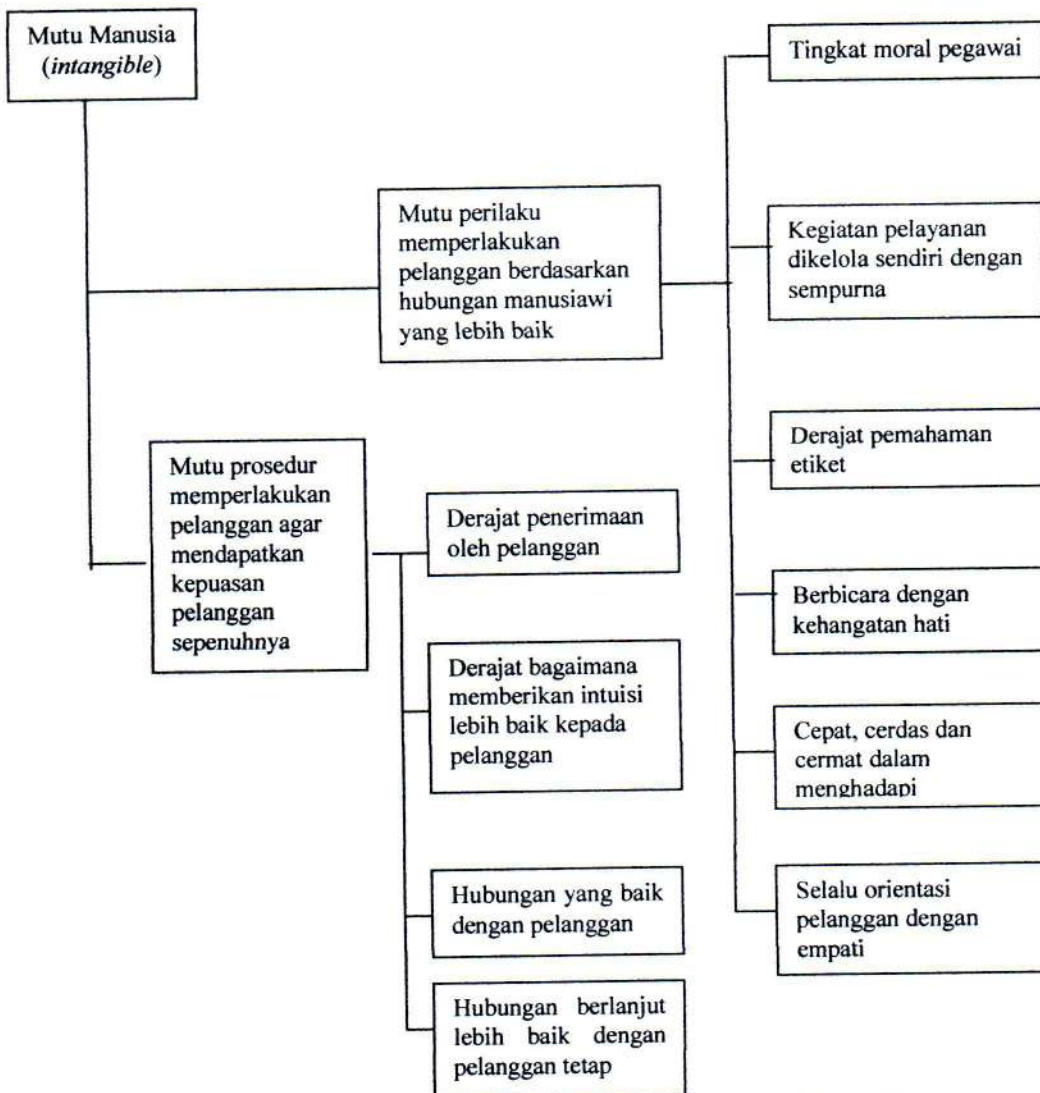 Mutu Manusia
(intangible)
Tingkat moral pegawai
Mutu perilaku
memperlakukan
pelanggan berdasarkan
hubungan manusiawi
yang lebih baik
Kegiatan pelayanan
dikelola sendiri dengan
sempurna
Derajat pemahaman
etiket
Berbicara dengan
kehangatan hati
Cepat, cerdas dan
cermat dalam
menghadapi
Selalu orientasi
pelanggan dengan
empati
Mutu prosedur
memperlakukan
pelanggan agar
mendapatkan
kepuasan
pelanggan
sepenuhnya
Derajat penerimaan
oleh pelanggan
Derajat bagaimana
memberikan intuisi
lebih baik kepada
pelanggan
Hubungan yang baik
dengan pelanggan
Hubungan berlanjut
lebih baik dengan
pelanggan tetap